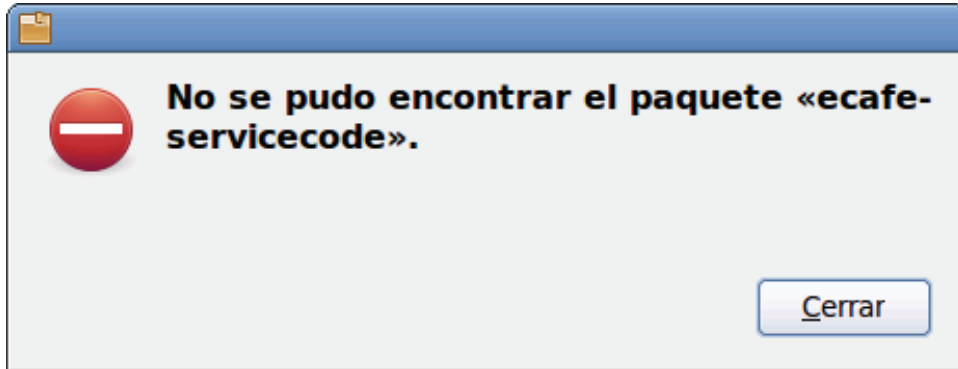 No se pudo encontrar el paquete «ecafe-
servicecode».
Cerrar